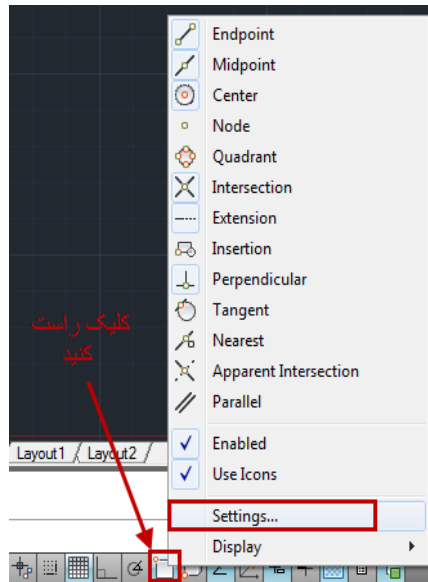 Endpoint
Midpoint
Center
Node
Quadrant
Intersection
Extension
Insertion
Perpendicular
Tangent
Nearest
Apparent Intersection
Parallel
Enabled
Use Icons
Settings...
Display
کلیک راست
کنید
Layout1 / Layout2 /